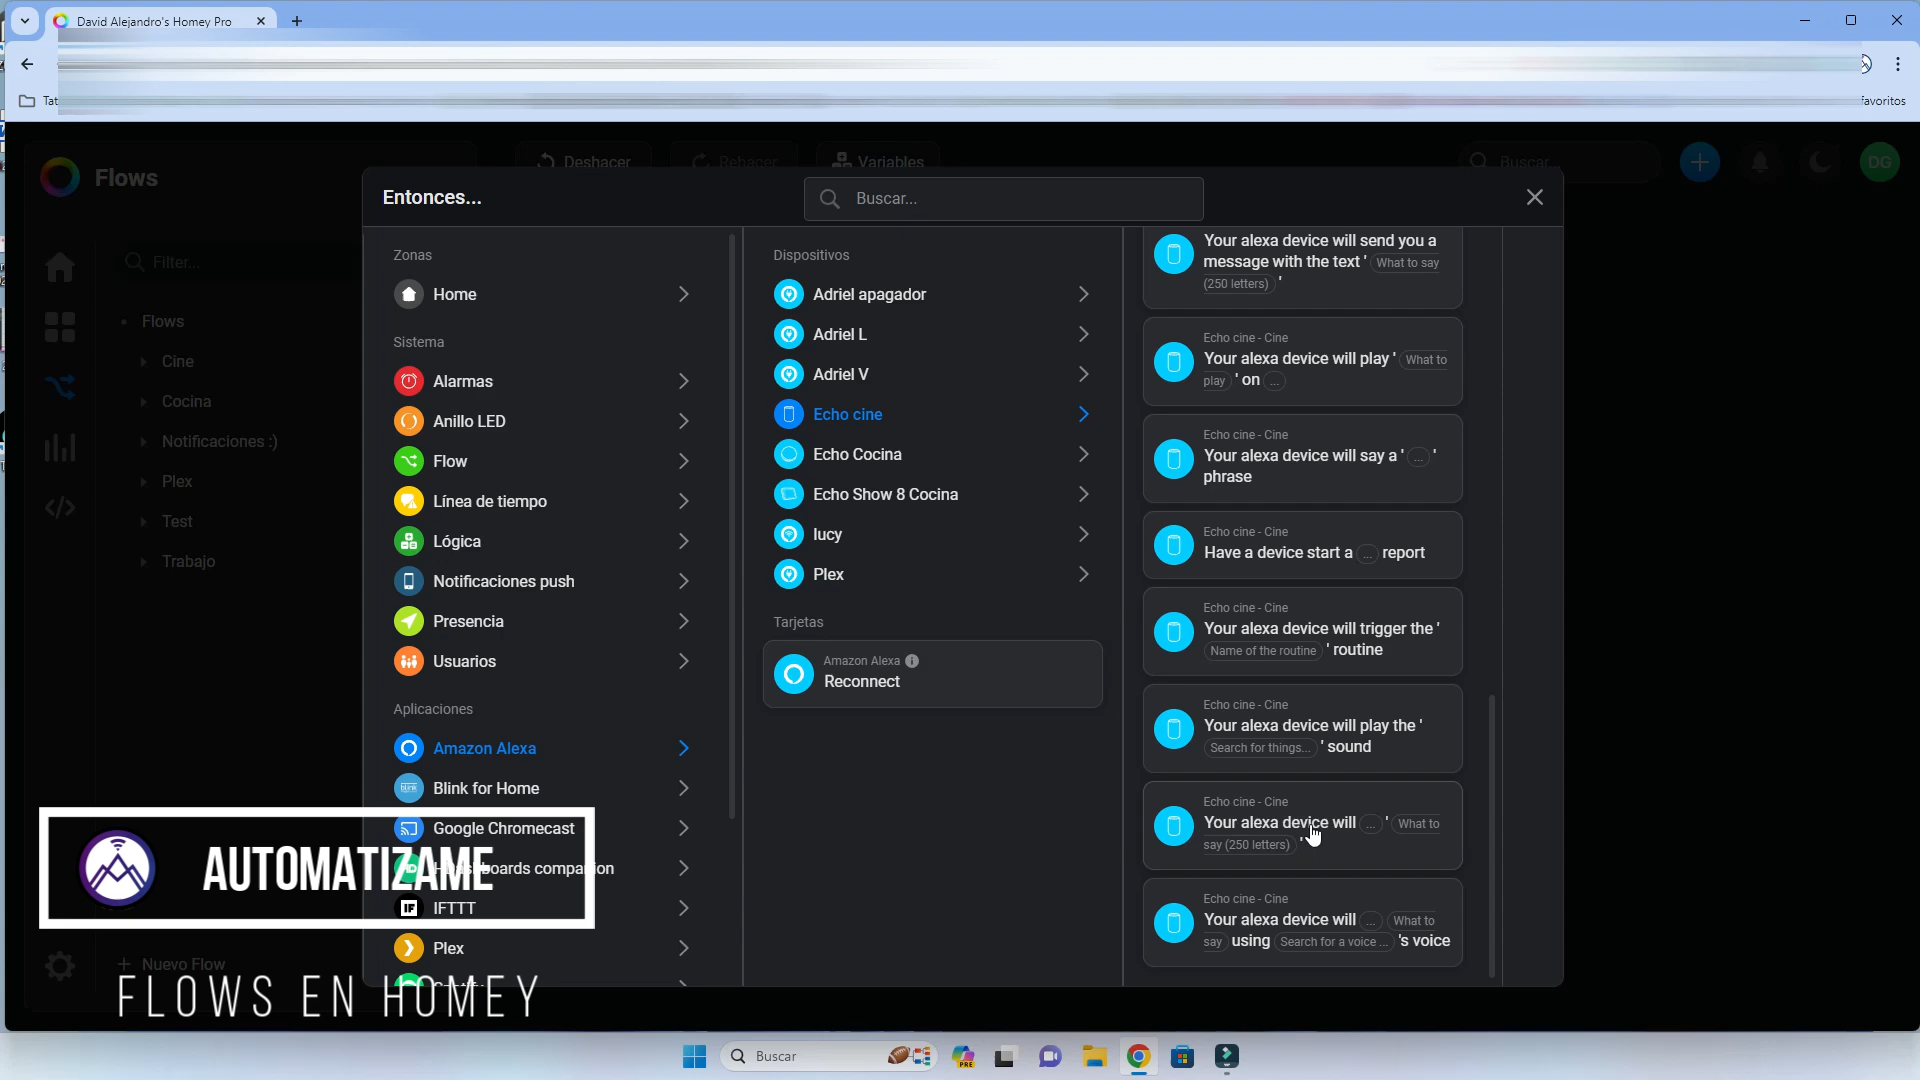 David Alejandro's Homey Pro
Tat
favoritos
Flows
Deshacer
Rehacer
Variables
Buscar...
DG
Filter...
Flows
Cine
Cocina
Notificaciones :)
Plex
Test
Trabajo
Nuevo Flow
Entonces...
Buscar...
Zonas
Home
Sistema
Alarmas
Anillo LED
Flow
Línea de tiempo
Lógica
Notificaciones push
Presencia
Usuarios
Aplicaciones
Amazon Alexa
Blink for Home
Google Chromecast
IFTTT
Plex
Dispositivos
Adriel apagador
Adriel L
Adriel V
Echo cine
Echo Cocina
Echo Show 8 Cocina
lucy
Plex
Tarjetas
Amazon Alexa
Reconnect
Your alexa device will send you a
message with the text ' What to say
(250 letters) '
Echo cine - Cine
Your alexa device will play ' What to
play ' on ...
Echo cine - Cine
Your alexa device will say a ' ... '
phrase
Echo cine - Cine
Have a device start a ... report
Echo cine - Cine
Your alexa device will trigger the '
Name of the routine ' routine
Echo cine - Cine
Your alexa device will play the '
Search for things... ' sound
Echo cine - Cine
Your alexa device will ... ' What to
say (250 letters) '
Echo cine - Cine
Your alexa device will ... What to
say using Search for a voice ... 's voice
AUTOMATIZAME
FLOWS EN HOMEY
Buscar
PRE